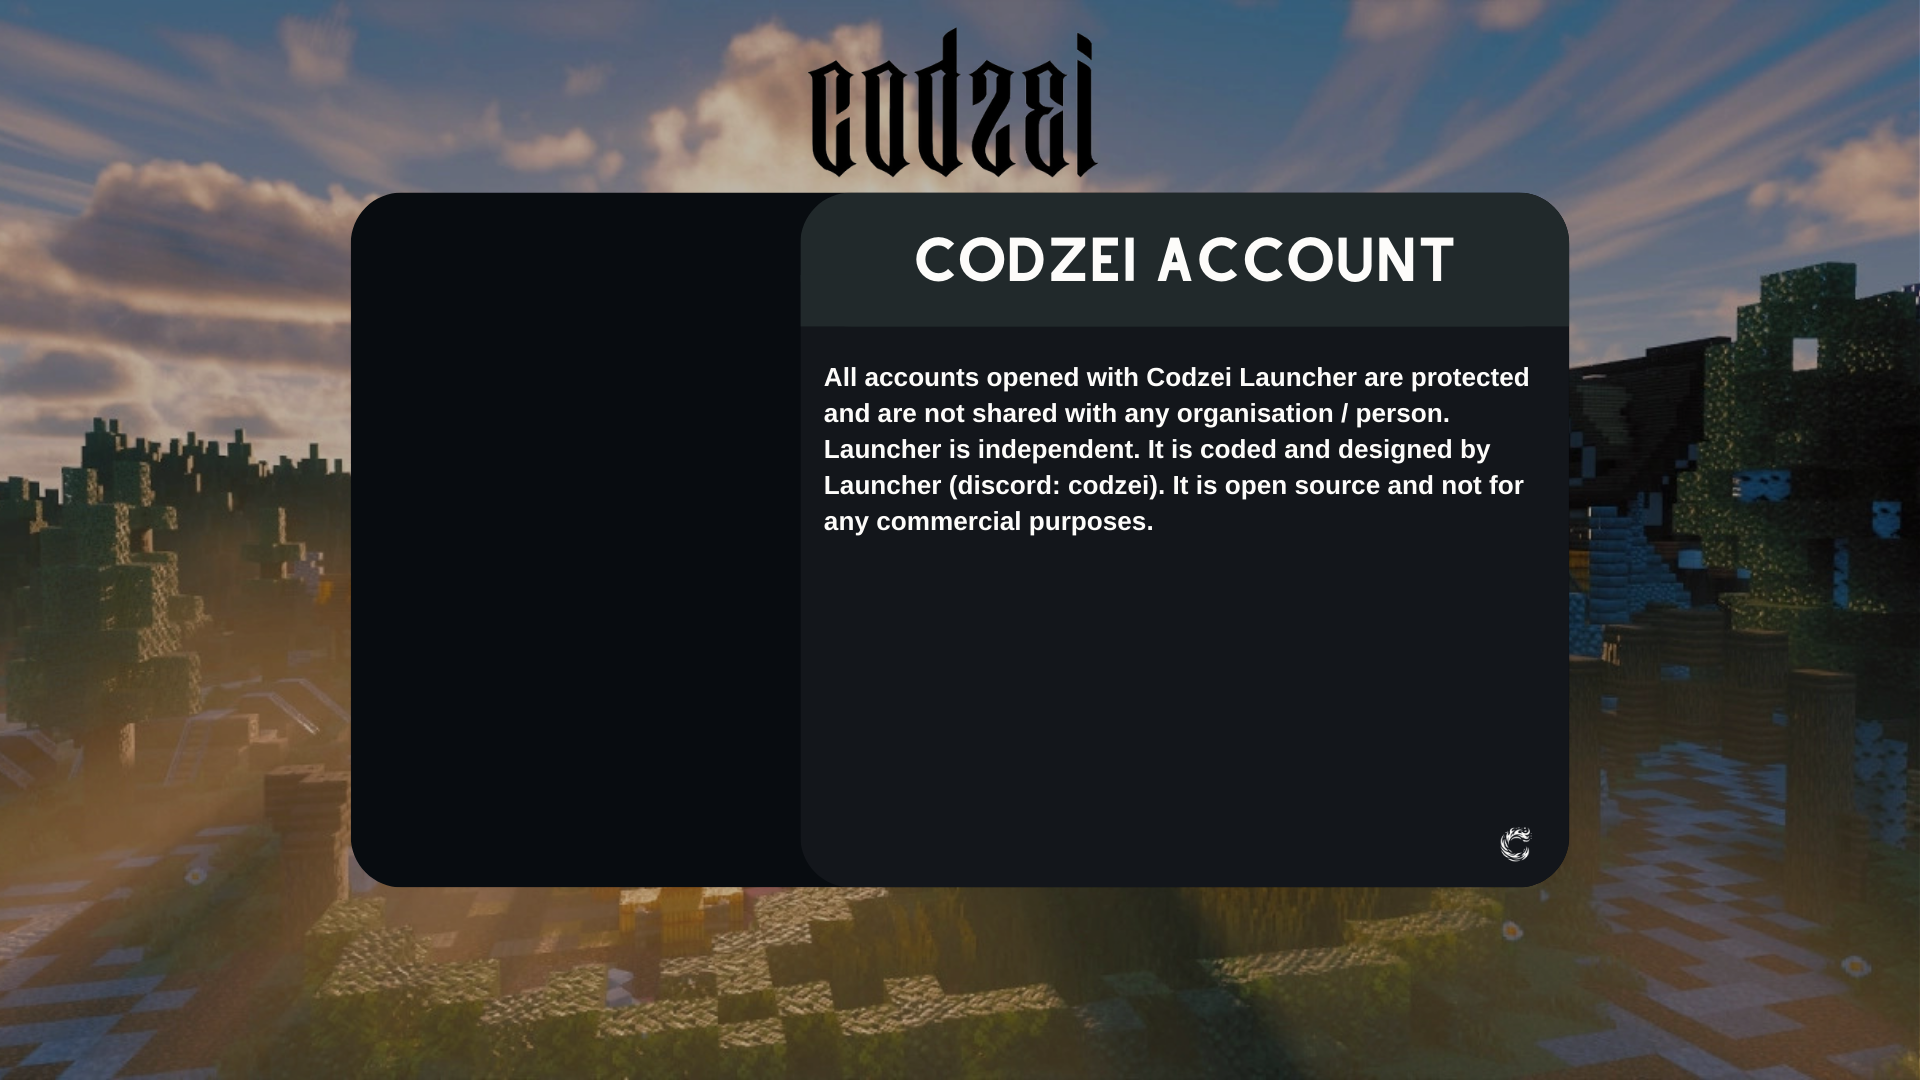 codzei
CODZEI ACCOUNT
All accounts opened with Codzei Launcher are protected
and are not shared with any organisation / person.
Launcher is independent. It is coded and designed by
Launcher (discord: codzei). It is open source and not for
any commercial purposes.
C